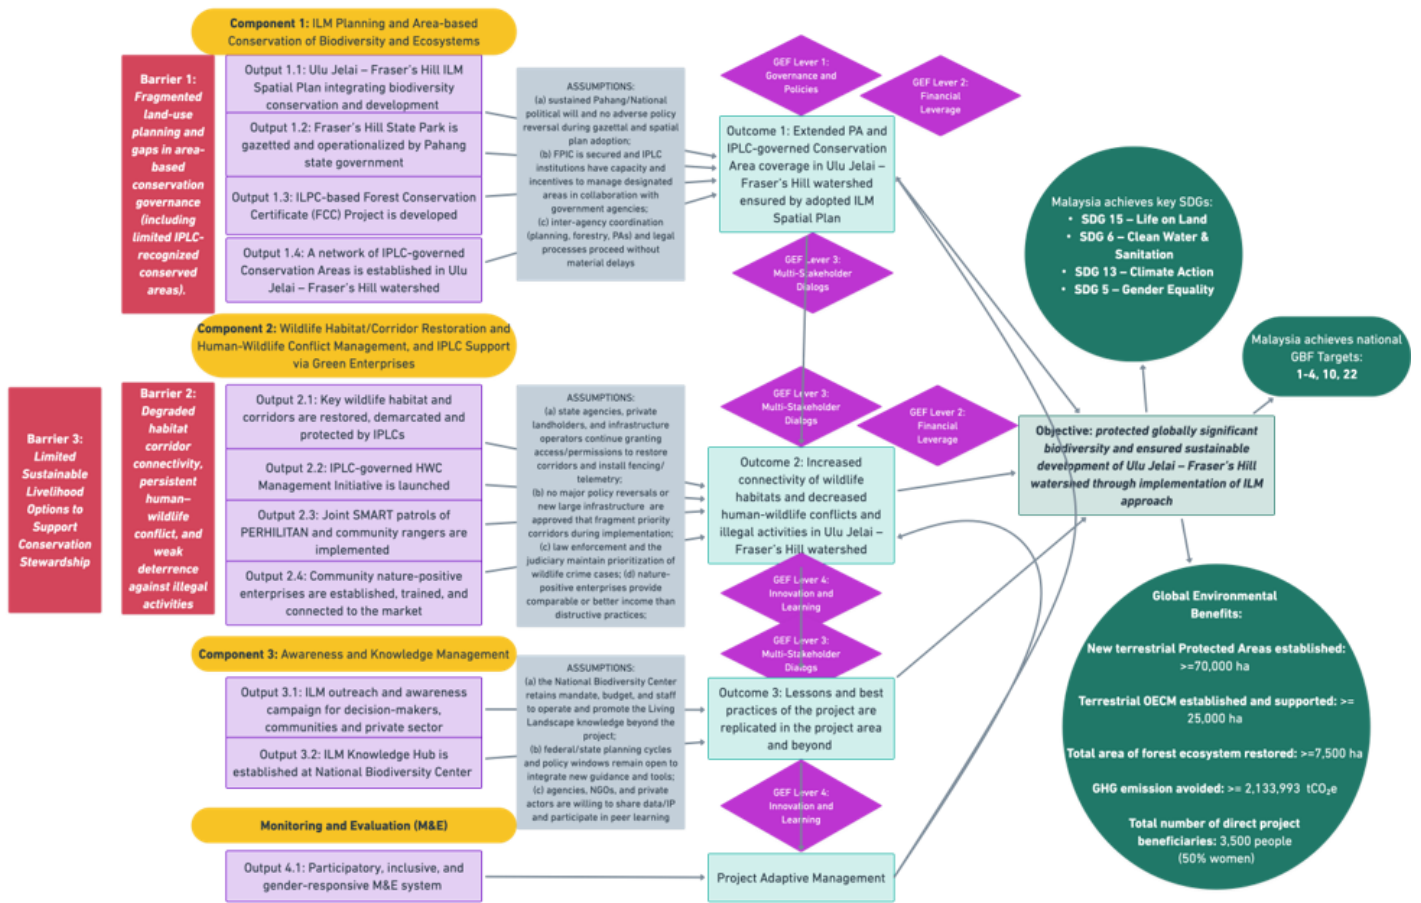 Component 1: ILM Planning and Area-based
Conservation of Biodiversity and Ecosystems
Barrier 1:
Fragmented
land-use
planning and
gaps in area-
based
conservation
governance
(including
limited IPLC-
recognized
conserved
areas).
Output 1.1: Ulu Jelai – Fraser's Hill ILM
Spatial Plan integrating biodiversity
conservation and development
Output 1.2: Fraser's Hill State Park is
gazetted and operationalized by Pahang
state government
Output 1.3: ILPC-based Forest Conservation
Certificate (FCC) Project is developed
Output 1.4: A network of IPLC-governed
Conservation Areas is established in Ulu
Jelai – Fraser's Hill watershed
ASSUMPTIONS:
(a) sustained Pahang/National
political will and no adverse policy
reversal during gazettal and spatial
plan adoption;
(b) FPIC is secured and IPLC
institutions have capacity and
incentives to manage designated
areas in collaboration with
government agencies;
(c) inter-agency coordination
(planning, forestry, PAs) and legal
processes proceed without
material delays
GEF Lever 1:
Governance and
Policies
GEF Lever 2:
Financial
Leverage
Outcome 1: Extended PA and
IPLC-governed Conservation
Area coverage in Ulu Jelai –
Fraser's Hill watershed
ensured by adopted ILM
Spatial Plan
GEF Lever 3:
Multi-Stakeholder
Dialogs
Malaysia achieves key SDGs:
• SDG 15 – Life on Land
• SDG 6 – Clean Water &
Sanitation
• SDG 13 – Climate Action
• SDG 5 – Gender Equality
Malaysia achieves national
GBF Targets:
1-4, 10, 22
Component 2: Wildlife Habitat/Corridor Restoration and
Human-Wildlife Conflict Management, and IPLC Support
via Green Enterprises
Barrier 3:
Limited
Sustainable
Livelihood
Options to
Support
Conservation
Stewardship
Barrier 2:
Degraded
habitat
corridor
connectivity,
persistent
human–
wildlife
conflict, and
weak
deterrence
against illegal
activities
Output 2.1: Key wildlife habitat and
corridors are restored, demarcated and
protected by IPLCs
Output 2.2: IPLC-governed HWC
Management Initiative is launched
Output 2.3: Joint SMART patrols of
PERHILITAN and community rangers are
implemented
Output 2.4: Community nature-positive
enterprises are established, trained, and
connected to the market
ASSUMPTIONS:
(a) state agencies, private
landholders, and infrastructure
operators continue granting
access/permissions to restore
corridors and install fencing/
telemetry;
(b) no major policy reversals or
new large infrastructure are
approved that fragment priority
corridors during implementation;
(c) law enforcement and the
judiciary maintain prioritization of
wildlife crime cases; (d) nature-
positive enterprises provide
comparable or better income than
distructive practices;
GEF Lever 3:
Multi-Stakeholder
Dialogs
GEF Lever 2:
Financial
Leverage
Outcome 2: Increased
connectivity of wildlife
habitats and decreased
human-wildlife conflicts and
illegal activities in Ulu Jelai –
Fraser's Hill watershed
GEF Lever 4:
Innovation and
Learning
GEF Lever 3:
Multi-Stakeholder
Dialogs
Objective: protected globally significant
biodiversity and ensured sustainable
development of Ulu Jelai – Fraser's Hill
watershed through implementation of ILM
approach
Component 3: Awareness and Knowledge Management
Output 3.1: ILM outreach and awareness
campaign for decision-makers,
communities and private sector
Output 3.2: ILM Knowledge Hub is
established at National Biodiversity Center
ASSUMPTIONS:
(a) the National Biodiversity Center
retains mandate, budget, and staff
to operate and promote the Living
Landscape knowledge beyond the
project;
(b) federal/state planning cycles
and policy windows remain open to
integrate new guidance and tools;
(c) agencies, NGOs, and private
actors are willing to share data/IP
and participate in peer learning
Outcome 3: Lessons and best
practices of the project are
replicated in the project area
and beyond
GEF Lever 4:
Innovation and
Learning
Monitoring and Evaluation (M&E)
Output 4.1: Participatory, inclusive, and
gender-responsive M&E system
Project Adaptive Management
Global Environmental
Benefits:
New terrestrial Protected Areas established:
>=70,000 ha
Terrestrial OECM established and supported: >=
25,000 ha
Total area of forest ecosystem restored: >=7,500 ha
GHG emission avoided: >= 2,133,993 tCO₂e
Total number of direct project
beneficiaries: 3,500 people
(50% women)